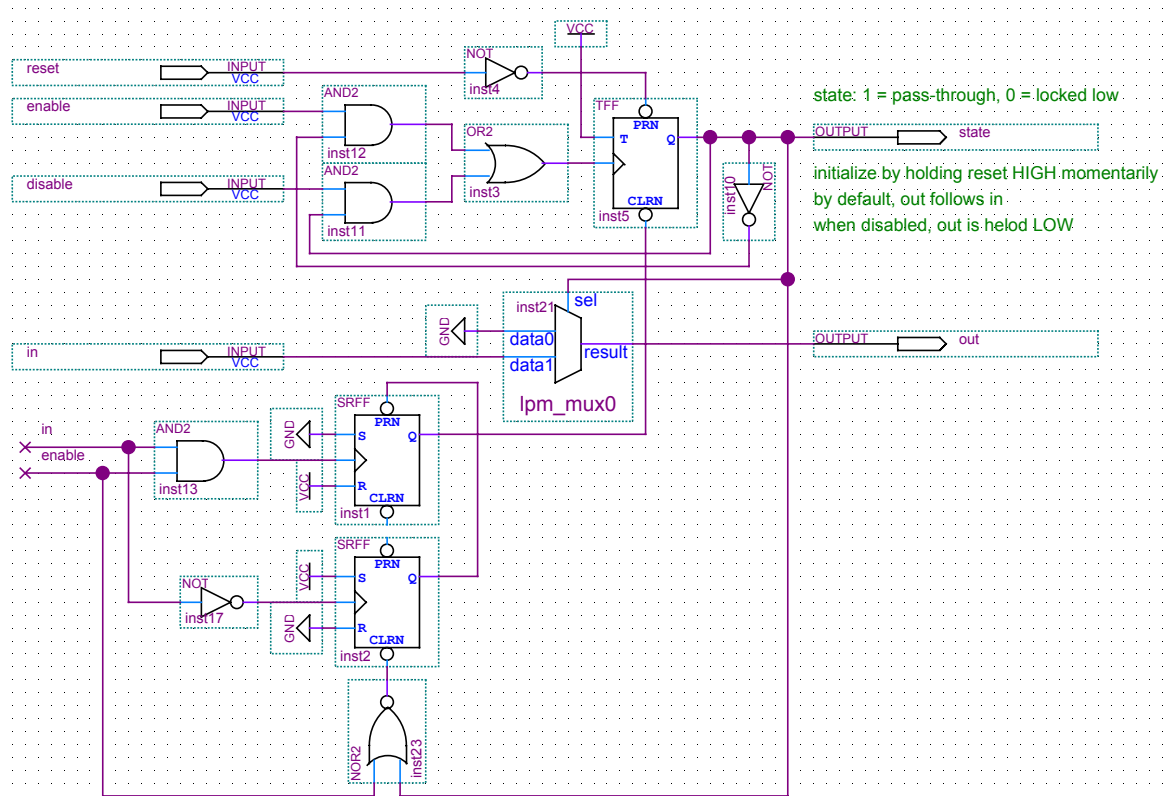 VCC
NOT
reset
INPUT
VCC
inst4
AND2
enable
INPUT
VCC
TFF
state: 1 = pass-through, 0 = locked low
PRN
OR2
OUTPUT
state
T
Q
inst12
AND2
inst10
NOT
initialize by holding reset HIGH momentarily
disable
INPUT
VCC
inst3
by default, out follows in
CLRN
inst5
inst11
when disabled, out is helod LOW
inst21
sel
GND
data0
OUTPUT
out
in
INPUT
VCC
data1
result
lpm_mux0
SRFF
PRN
in
AND2
GND
S
Q
enable
VCC
R
inst13
CLRN
inst1
SRFF
PRN
VCC
S
Q
NOT
inst17
GND
R
CLRN
inst2
NOR2
inst23